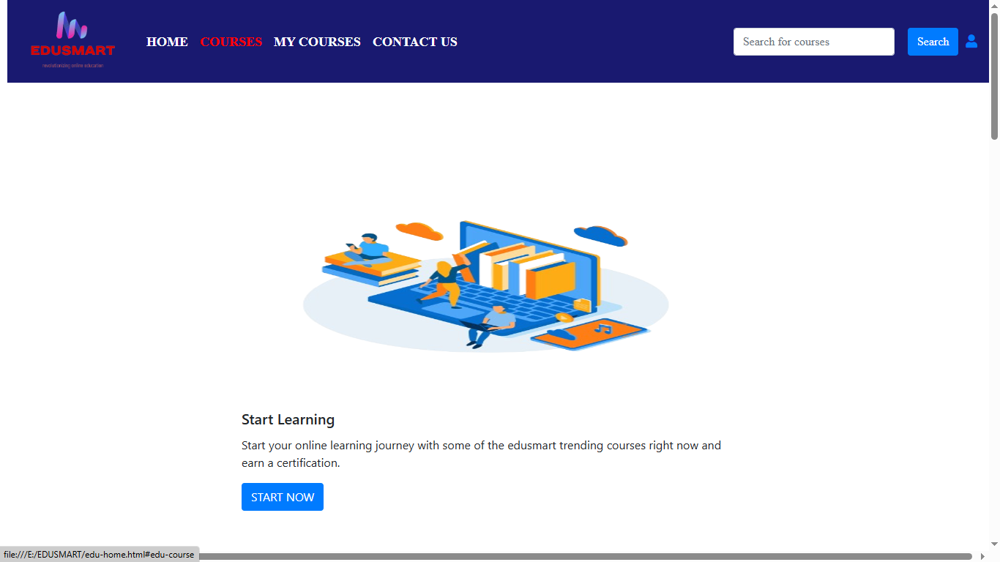 EDUSMART
revolutionizing online education
HOME COURSES MY COURSES CONTACT US
Search for courses
Search
Start Learning
Start your online learning journey with some of the edusmart trending courses right now and
earn a certification.
START NOW
file:///E:/EDUSMART/edu-home.html#edu-course